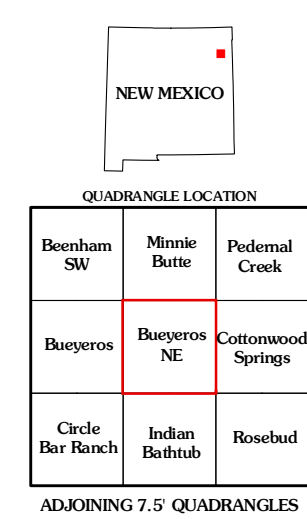 NEW MEXICO
QUADRANGLE LOCATION
Beenham
SW
Minnie
Butte
Pedernal
Creek
Bueyeros
Bueyeros
NE
Cottonwood
Springs
Circle
Bar Ranch
Indian
Bathtub
Rosebud
ADJOINING 7.5' QUADRANGLES